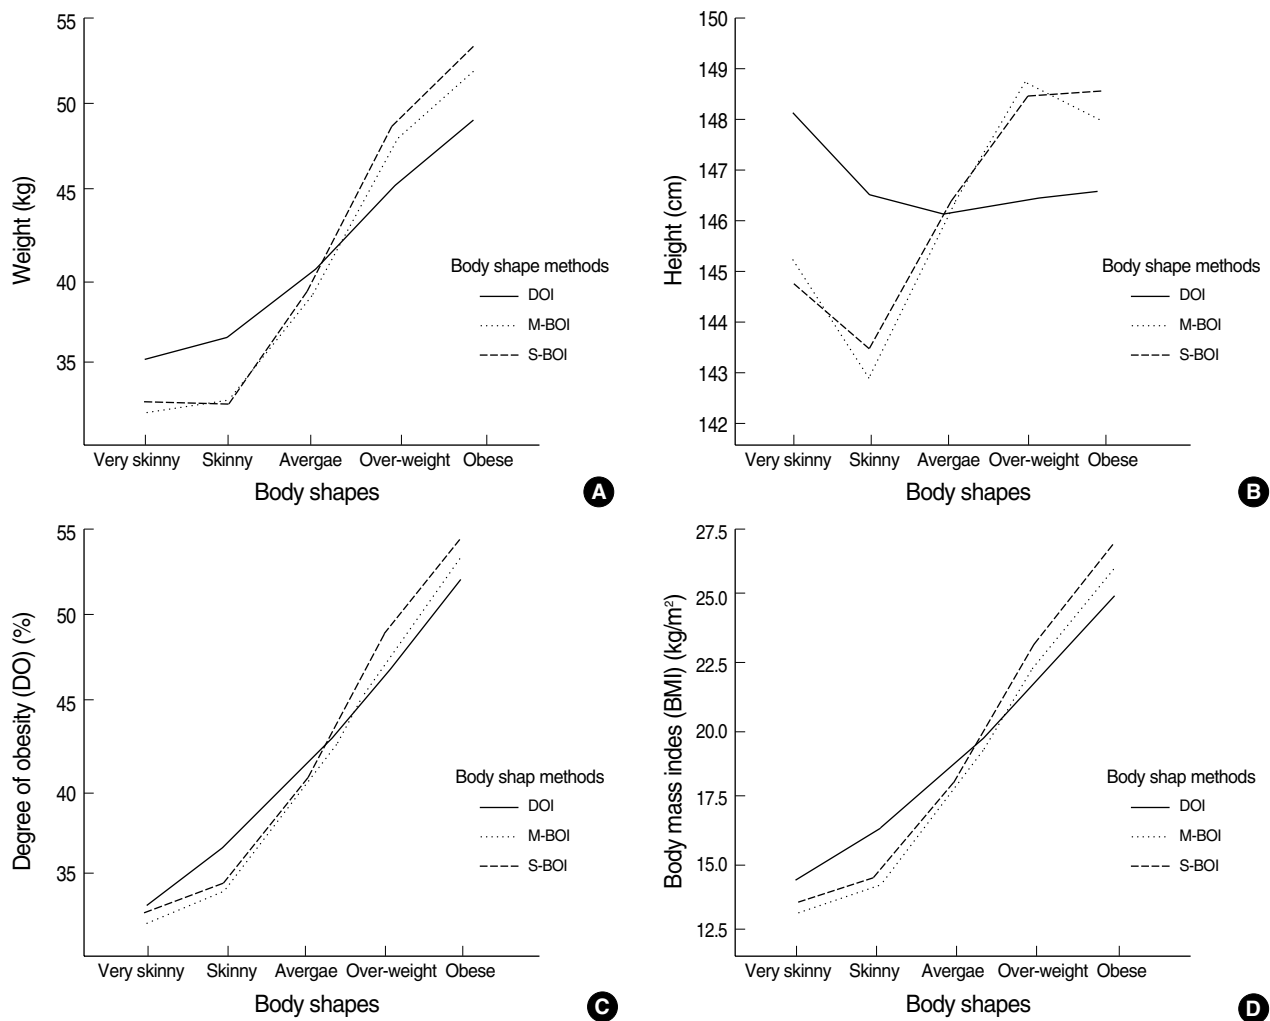 55
50
45
40
35
Weight (kg)
Body shape methods
DOI
M-BOI
S-BOI
Very skinny Skinny Avergae Over-weight Obese
Body shapes
A
150
149
148
147
146
145
144
143
142
Height (cm)
Body shape methods
DOI
M-BOI
S-BOI
Very skinny Skinny Avergae Over-weight Obese
Body shapes
B
55
50
45
40
35
Degree of obesity (DO) (%)
Body shap methods
DOI
M-BOI
S-BOI
Very skinny Skinny Avergae Over-weight Obese
Body shapes
C
27.5
25.0
22.5
20.0
17.5
15.0
12.5
Body mass indes (BMI) (kg/m²)
Body shap methods
DOI
M-BOI
S-BOI
Very skinny Skinny Avergae Over-weight Obese
Body shapes
D